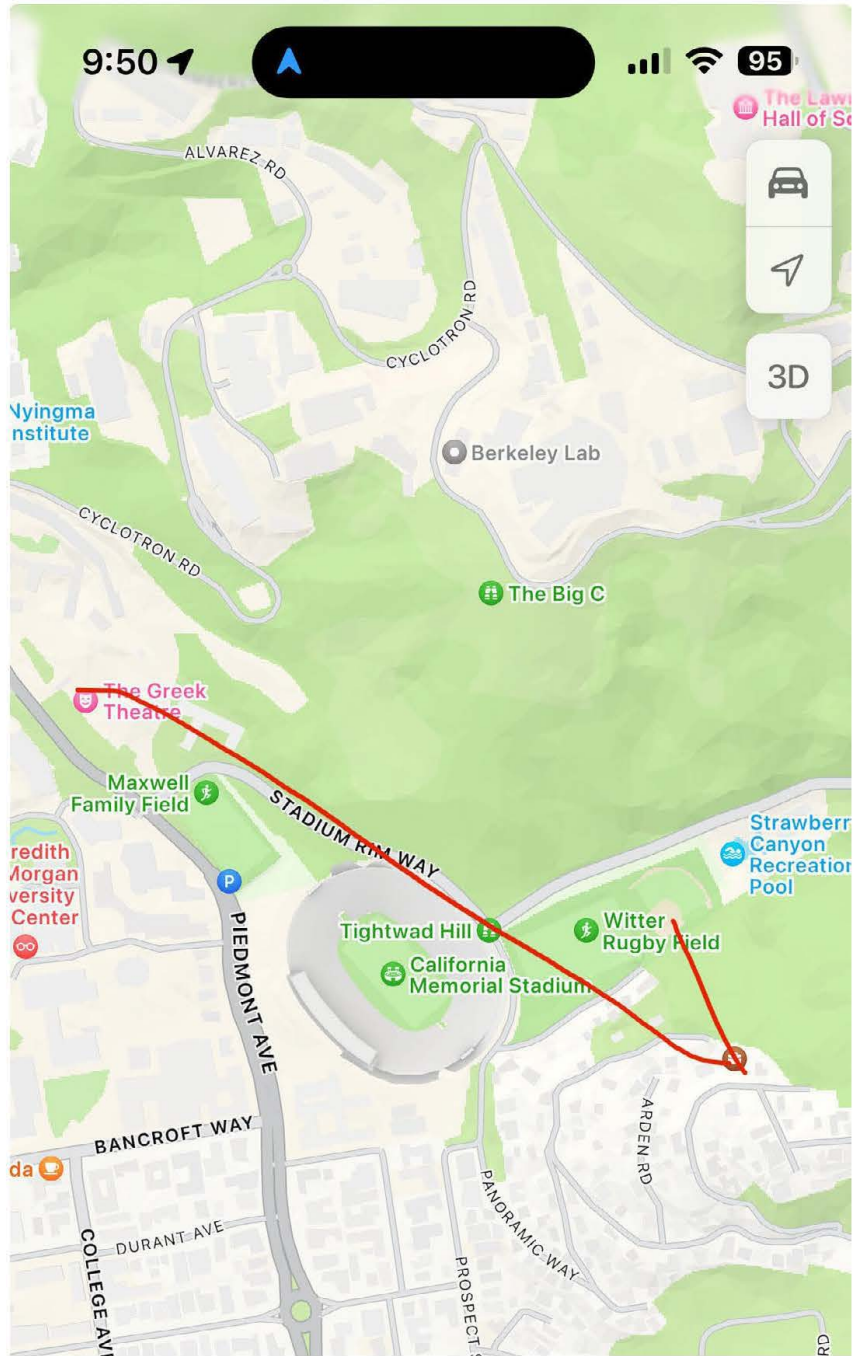 9:50
95
The Law
Hall of Sc
ALVAREZ RD
CYCLOTRON RD
3D
Nyingma
nstitute
Berkeley Lab
CYCLOTRON RD
The Big C
The Greek
Theatre
Maxwell
Family Field
STADIUM RIM WAY
Strawberr
Canyon
Recreation
Pool
redith
Morgan
versity
Center
P
Tightwad Hill
Witter
Rugby Field
California
Memorial Stadium
PIEDMONT AVE
BANCROFT WAY
ARDEN RD
da
PANORAMIC WAY
DURANT AVE
COLLEGE AV
PROSPECT S
RD